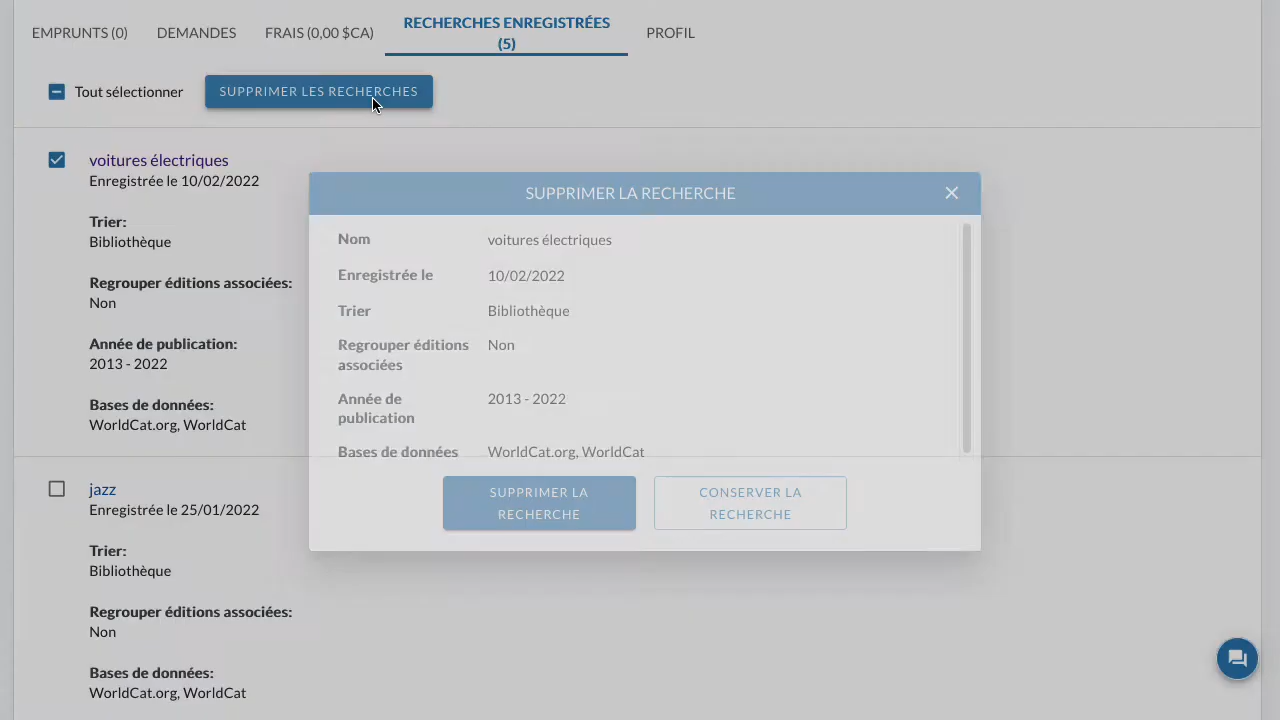 EMPRUNTS (0)
DEMANDES
FRAIS (0,00 $CA)
RECHERCHES ENREGISTRÉES
(5)
PROFIL
Tout sélectionner
SUPPRIMER LES RECHERCHES
voitures électriques
Enregistrée le 10/02/2022
Trier:
Bibliothèque
Regrouper éditions associées:
Non
Année de publication:
2013 - 2022
Bases de données:
WorldCat.org, WorldCat
jazz
Enregistrée le 25/01/2022
Trier:
Bibliothèque
Regrouper éditions associées:
Non
Bases de données:
WorldCat.org, WorldCat
SUPPRIMER LA RECHERCHE
Nom voitures électriques
Enregistrée le 10/02/2022
Trier Bibliothèque
Regrouper éditions Non
associées
Année de 2013 - 2022
publication
Bases de données WorldCat.org, WorldCat
SUPPRIMER LA
RECHERCHE
CONSERVER LA
RECHERCHE